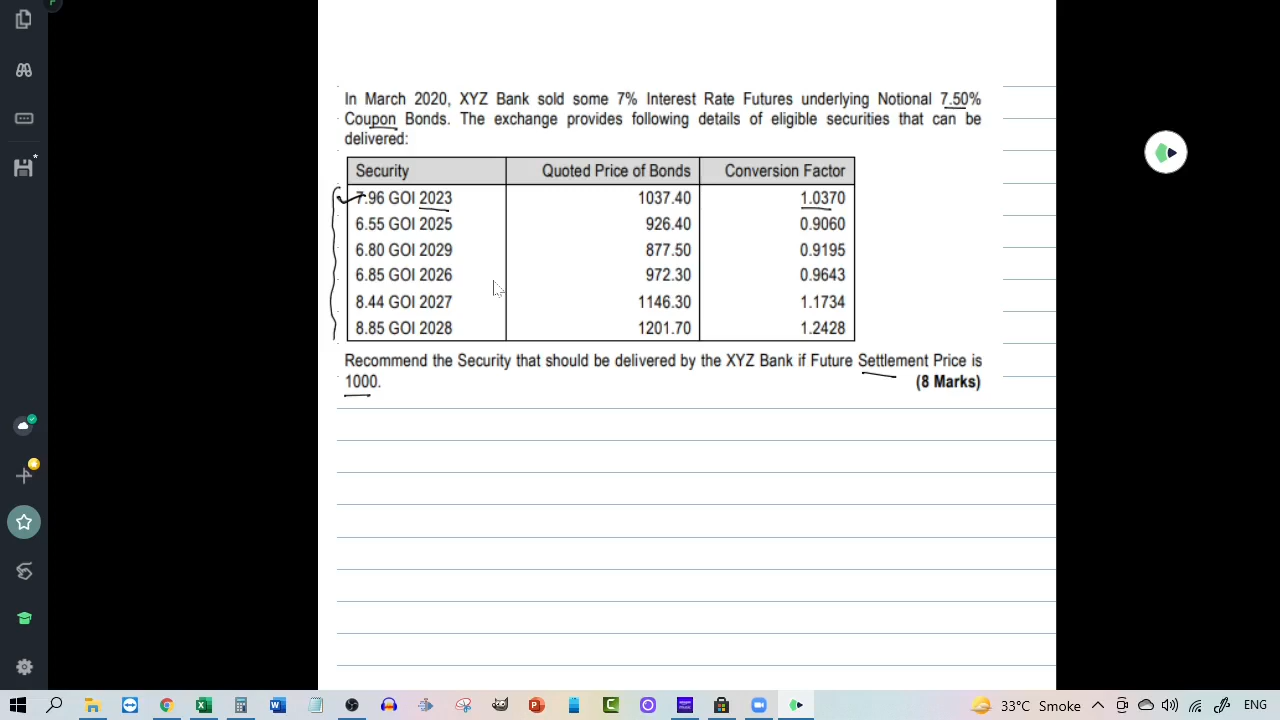 In March 2020, XYZ Bank sold some 7% Interest Rate Futures underlying Notional 7.50%
Coupon Bonds. The exchange provides following details of eligible securities that can be
delivered:
Security Quoted Price of Bonds Conversion Factor
7.96 GOI 2023 1037.40 1.0370
6.55 GOI 2025 926.40 0.9060
6.80 GOI 2029 877.50 0.9195
6.85 GOI 2026 972.30 0.9643
8.44 GOI 2027 1146.30 1.1734
8.85 GOI 2028 1201.70 1.2428
Recommend the Security that should be delivered by the XYZ Bank if Future Settlement Price is
1000. (8 Marks)
33°C Smoke ENG